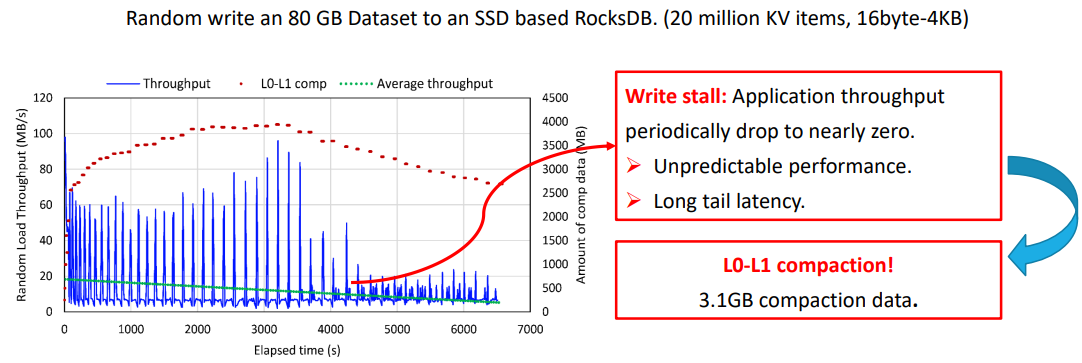 Random write an 80 GB Dataset to an SSD based RocksDB. (20 million KV items, 16byte-4KB)
Throughput L0-L1 comp Average throughput
Random Load Throughput (MB/s)
120
100
80
60
40
20
0
0 1000 2000 3000 4000 5000 6000 7000
Elapsed time (s)
4500
4000
3500
3000
2500
2000
1500
1000
500
0
Amount of comp data (MB)
Write stall: Application throughput
periodically drop to nearly zero.
Unpredictable performance.
Long tail latency.
L0-L1 compaction!
3.1GB compaction data.